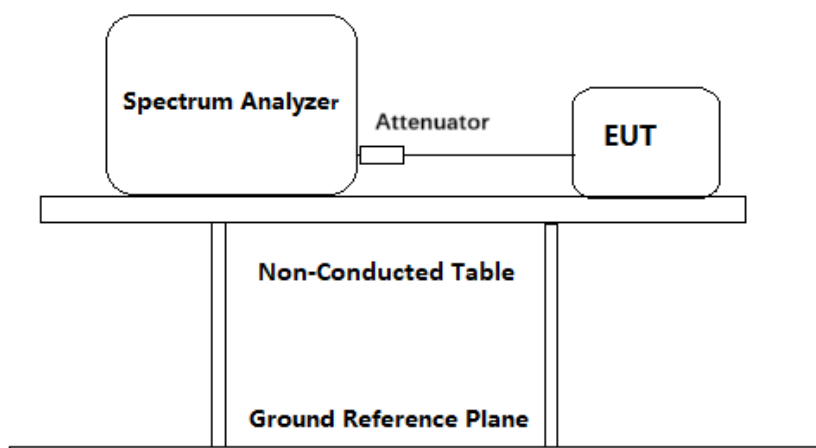 Spectrum Analyzer
Attenuator
EUT
Non-Conducted Table
Ground Reference Plane